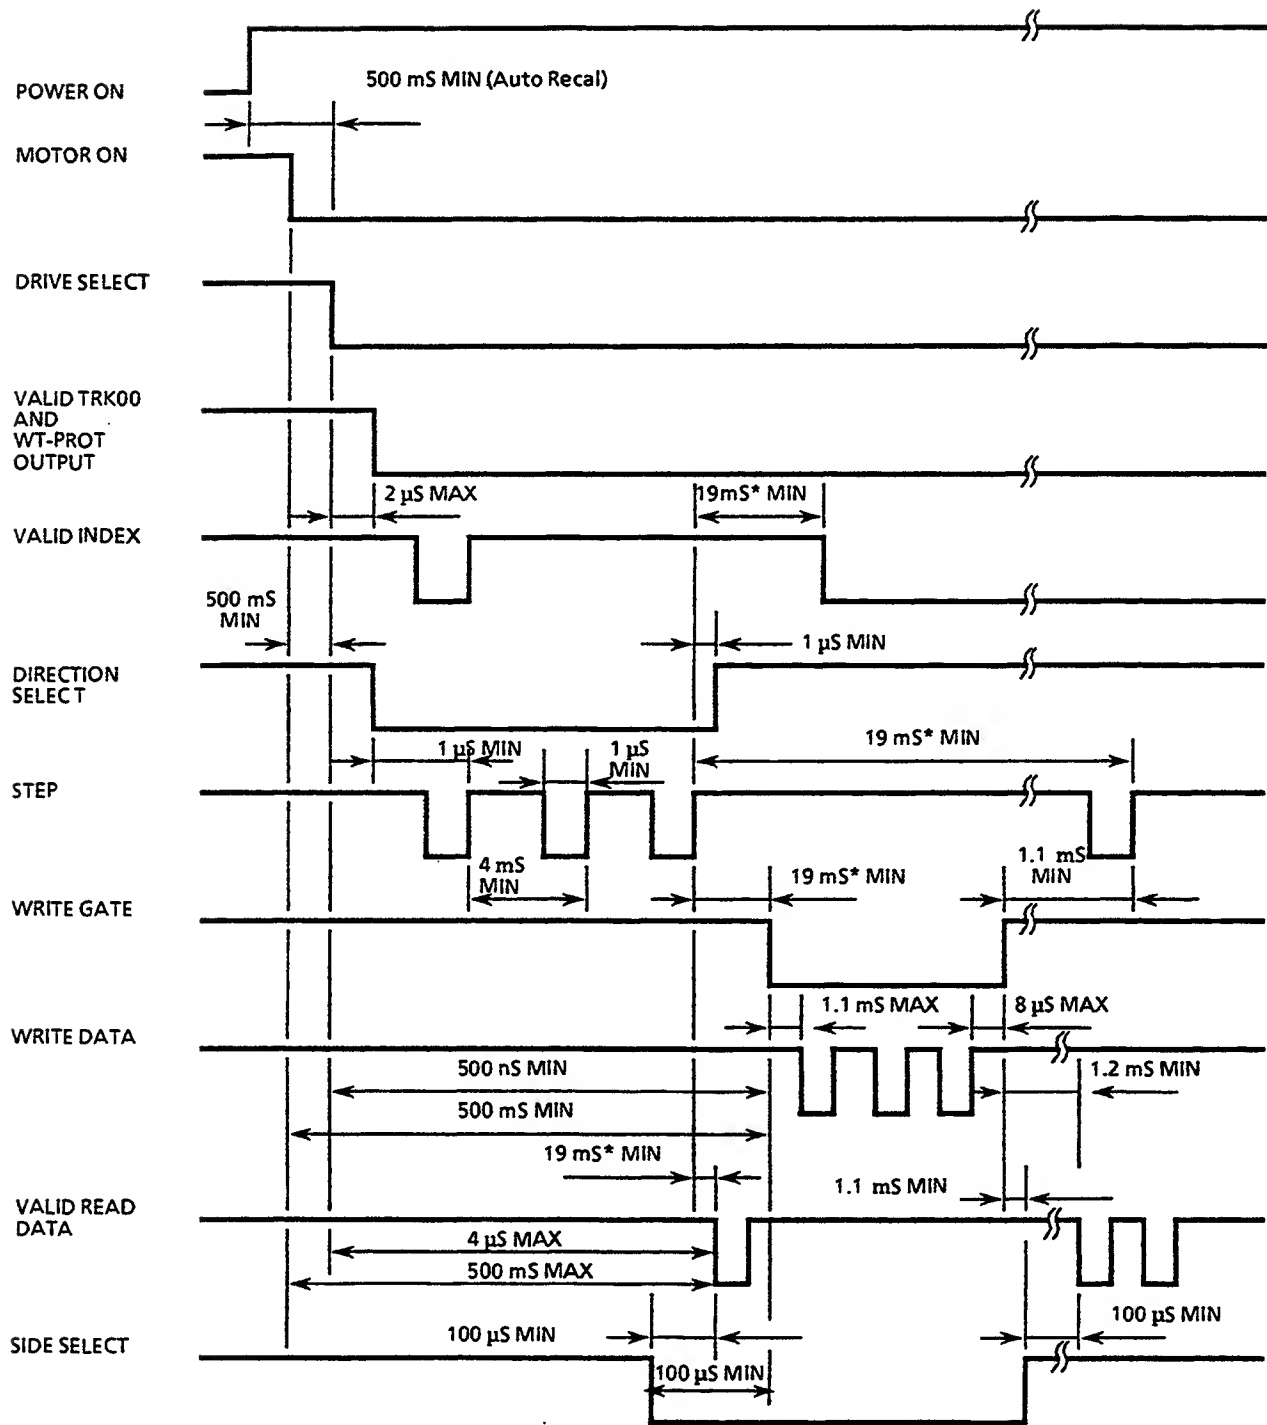 500 mS MIN (Auto Recal)
POWER ON
MOTOR ON
DRIVE SELECT
VALID TRK00
AND
WT-PROT
OUTPUT
2 µS MAX
19mS* MIN
VALID INDEX
500 mS
MIN
1 µS MIN
DIRECTION
SELECT
1 µS MIN
1 µS
MIN
19 mS* MIN
STEP
4 mS
MIN
19 mS* MIN
1.1 mS
MIN
WRITE GATE
1.1 mS MAX
8 µS MAX
WRITE DATA
500 nS MIN
1.2 mS MIN
500 mS MIN
19 mS* MIN
1.1 mS MIN
VALID READ
DATA
4 µS MAX
500 mS MAX
100 µS MIN
100 µS MIN
SIDE SELECT
100 µS MIN